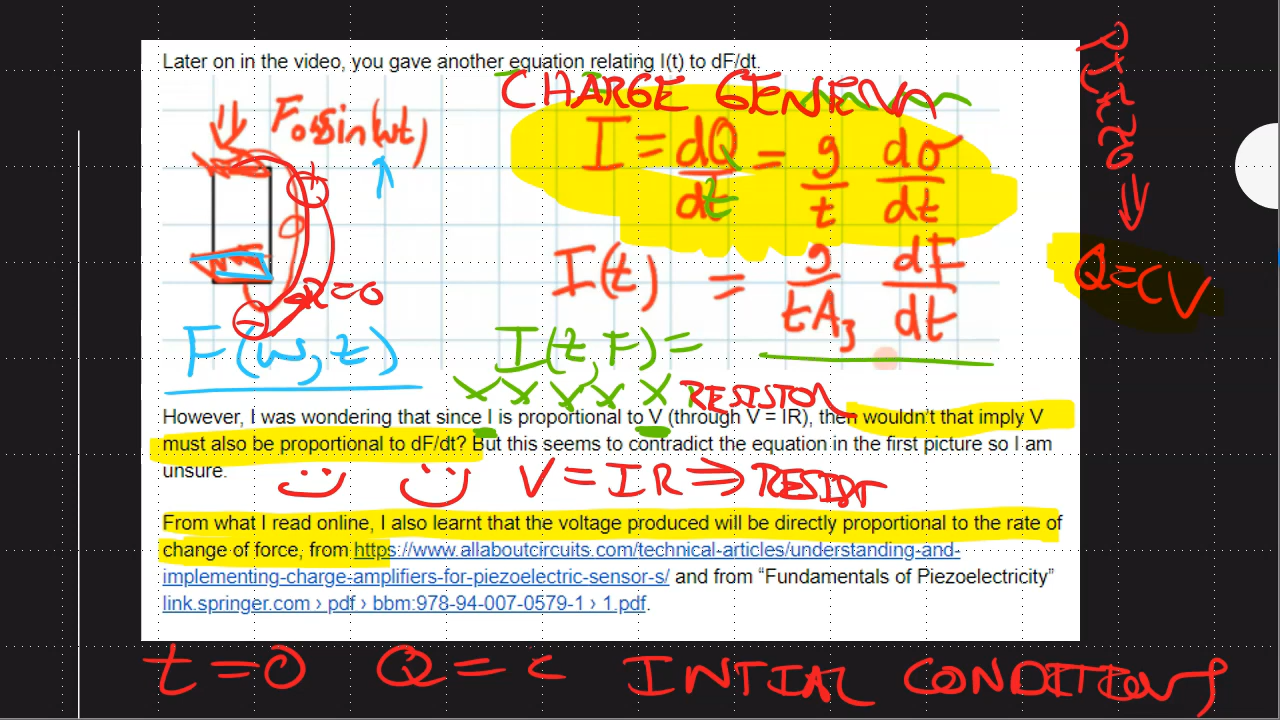 Later on in the video, you gave another equation relating I(t) to dF/dt.
CHARGE GENERA
F₀ sin(ωt)
I = dQ/dt = g/t dσ/dt
PIEZO ⇒
Q=CV
I(t) = g/tA₃ dF/dt
R=0
F(ω,t)
I(t,F)=
X X X X X RESISTOR
However, I was wondering that since I is proportional to V (through V = IR), then wouldn't that imply V
must also be proportional to dF/dt? But this seems to contradict the equation in the first picture so I am
unsure.
V = IR ⇒ RESIST
From what I read online, I also learnt that the voltage produced will be directly proportional to the rate of
change of force, from https://www.allaboutcircuits.com/technical-articles/understanding-and-
implementing-charge-amplifiers-for-piezoelectric-sensor-s/ and from “Fundamentals of Piezoelectricity”
link.springer.com › pdf › bbm:978-94-007-0579-1 › 1.pdf.
t=0 Q=c INTIAL CONDITIONS